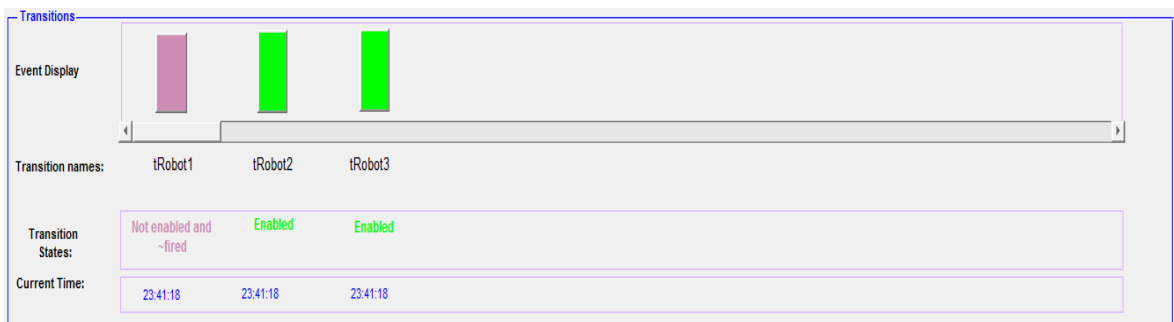 Transitions
Event Display
Transition names:
tRobot1 tRobot2 tRobot3
Transition
States:
Not enabled and
~fired
Enabled
Enabled
Current Time:
23:41:18 23:41:18 23:41:18